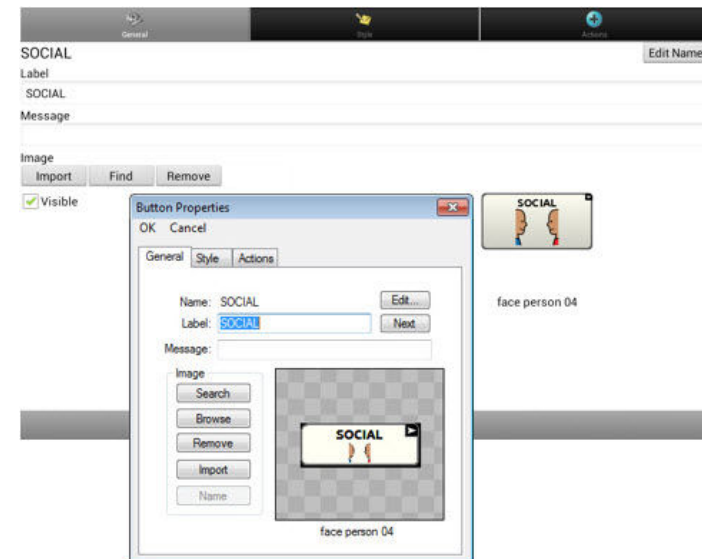 General Style Actions
SOCIAL Edit Name
Label
SOCIAL
Message
Image
Import Find Remove
Visible
SOCIAL
face person 04
Button Properties
OK Cancel
General Style Actions
Name: SOCIAL Edit...
Label: SOCIAL Next
Message:
Image
Search
Browse
Remove
Import
Name
SOCIAL
face person 04